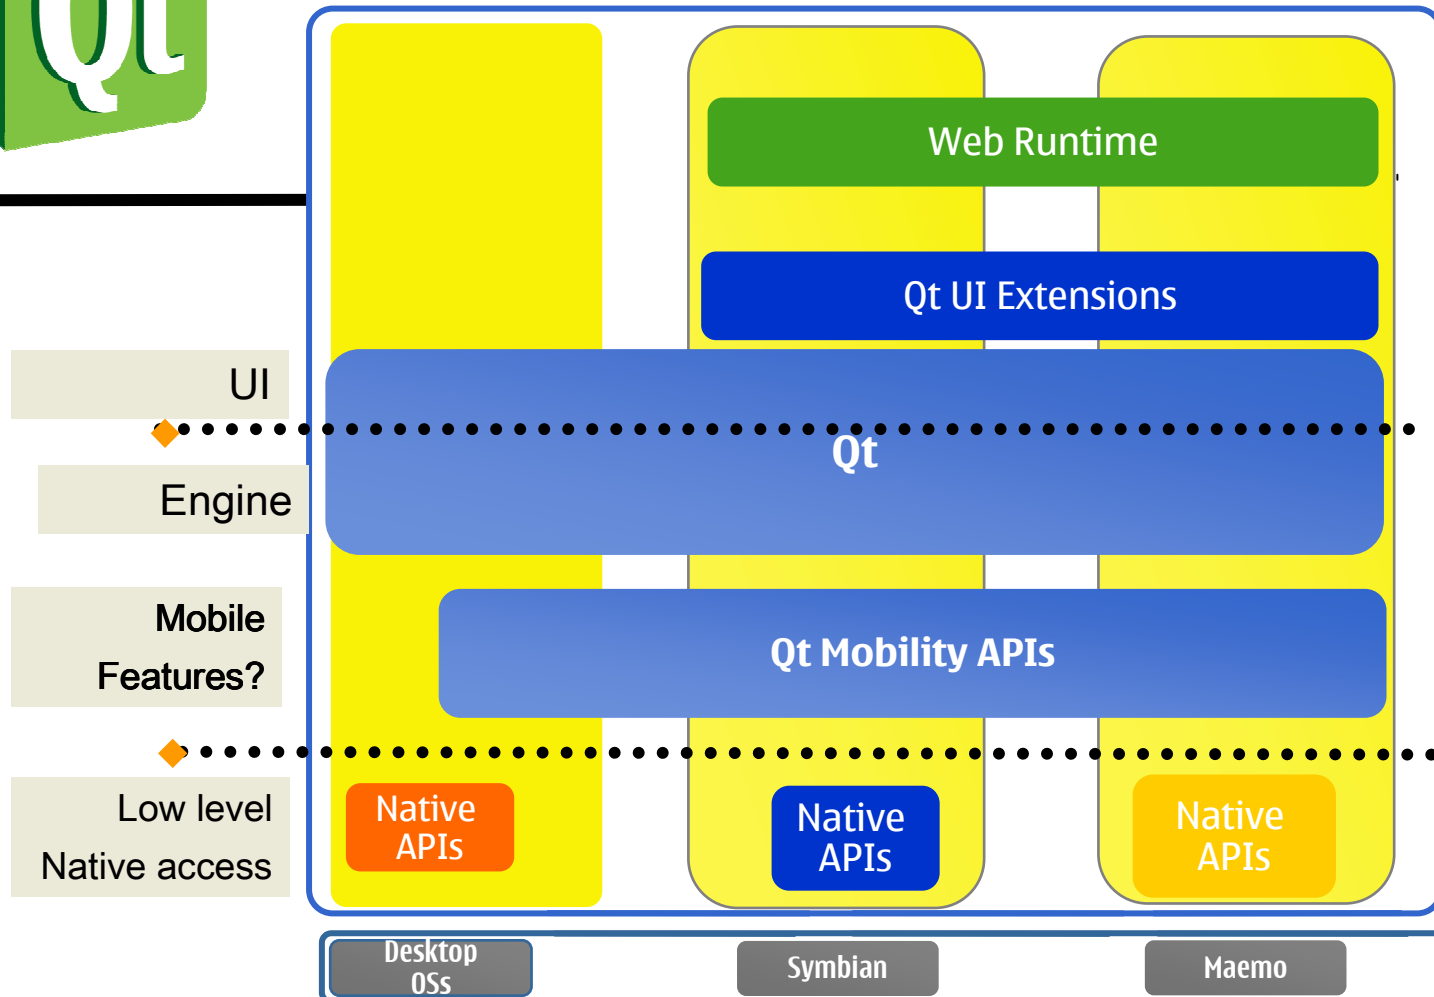 Qt
Web Runtime
Qt UI Extensions
UI
Qt
Engine
Mobile
Features?
Qt Mobility APIs
Low level
Native access
Native
APIs
Native
APIs
Native
APIs
Desktop
OSs
Symbian
Maemo